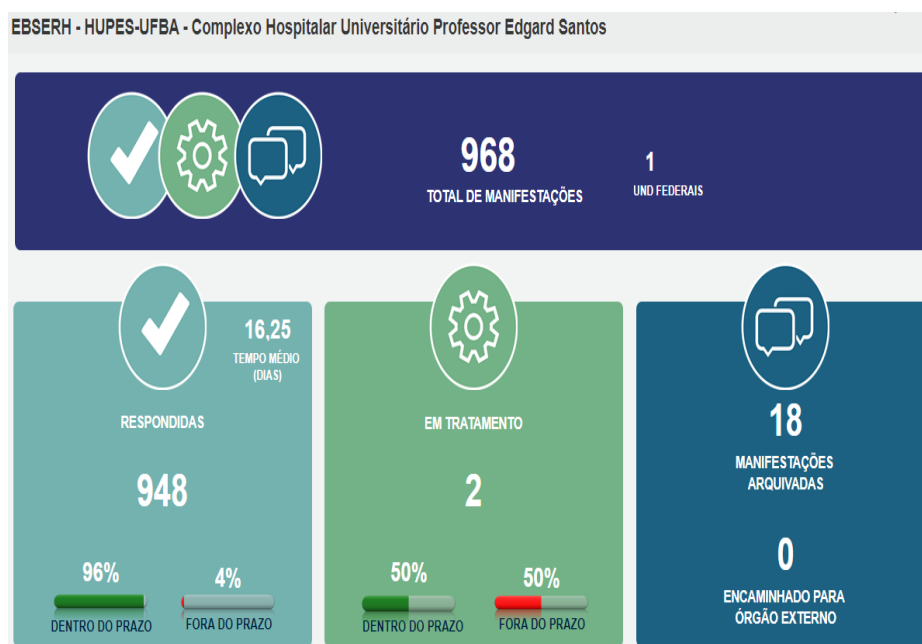 EBSERH - HUPES-UFBA - Complexo Hospitalar Universitário Professor Edgard Santos
968
TOTAL DE MANIFESTAÇÕES
1
UND FEDERAIS
16,25
TEMPO MÉDIO
(DIAS)
RESPONDIDAS
948
96%
DENTRO DO PRAZO
4%
FORA DO PRAZO
EM TRATAMENTO
2
50%
DENTRO DO PRAZO
50%
FORA DO PRAZO
18
MANIFESTAÇÕES
ARQUIVADAS
0
ENCAMINHADO PARA
ÓRGÃO EXTERNO